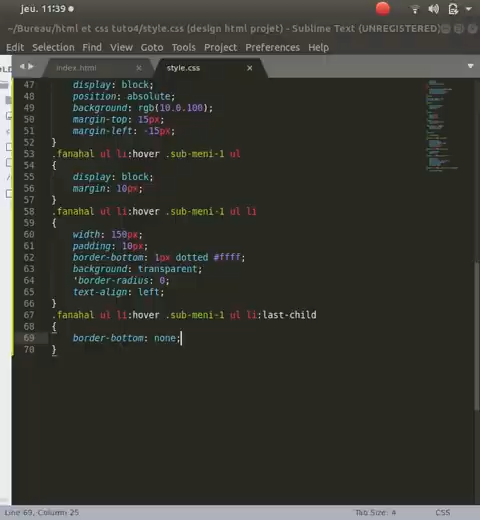 jeu. 11:39
~/Bureau/html et css tuto4/style.css (design html projet) - Sublime Text (UNREGISTERED)
Edit Selection Find View Goto Tools Project Preferences Help
index.html × style.css ×
47 display: block;
48 position: absolute;
49 background: rgb(10.0.100);
50 margin-top: 15px;
51 margin-left: -15px;
52 }
53 .fanahal ul li:hover .sub-meni-1 ul
54 {
55 display: block;
56 margin: 10px;
57 }
58 .fanahal ul li:hover .sub-meni-1 ul li
59 {
60 width: 150px;
61 padding: 10px;
62 border-bottom: 1px dotted #ffff;
63 background: transparent;
64 'border-radius: 0;
65 text-align: left;
66 }
67 .fanahal ul li:hover .sub-meni-1 ul li:last-child
68 {
69 border-bottom: none;
70 }
Line 69, Column 25 Tab Size: 4 CSS